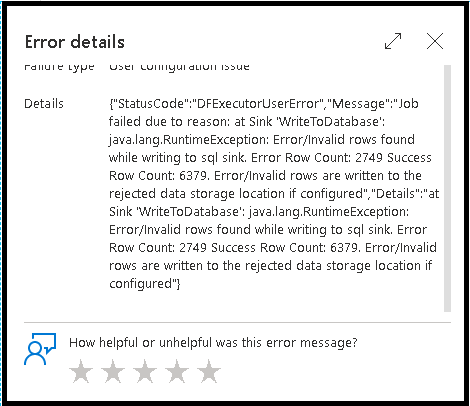 Error details
Failure type User configuration issue
Details {"StatusCode":"DFExecutorUserError","Message":"Job
failed due to reason: at Sink 'WriteToDatabase':
java.lang.RuntimeException: Error/Invalid rows found
while writing to sql sink. Error Row Count: 2749 Success
Row Count: 6379. Error/Invalid rows are written to the
rejected data storage location if configured","Details":"at
Sink 'WriteToDatabase': java.lang.RuntimeException:
Error/Invalid rows found while writing to sql sink. Error
Row Count: 2749 Success Row Count: 6379. Error/Invalid
rows are written to the rejected data storage location if
configured"}
How helpful or unhelpful was this error message?